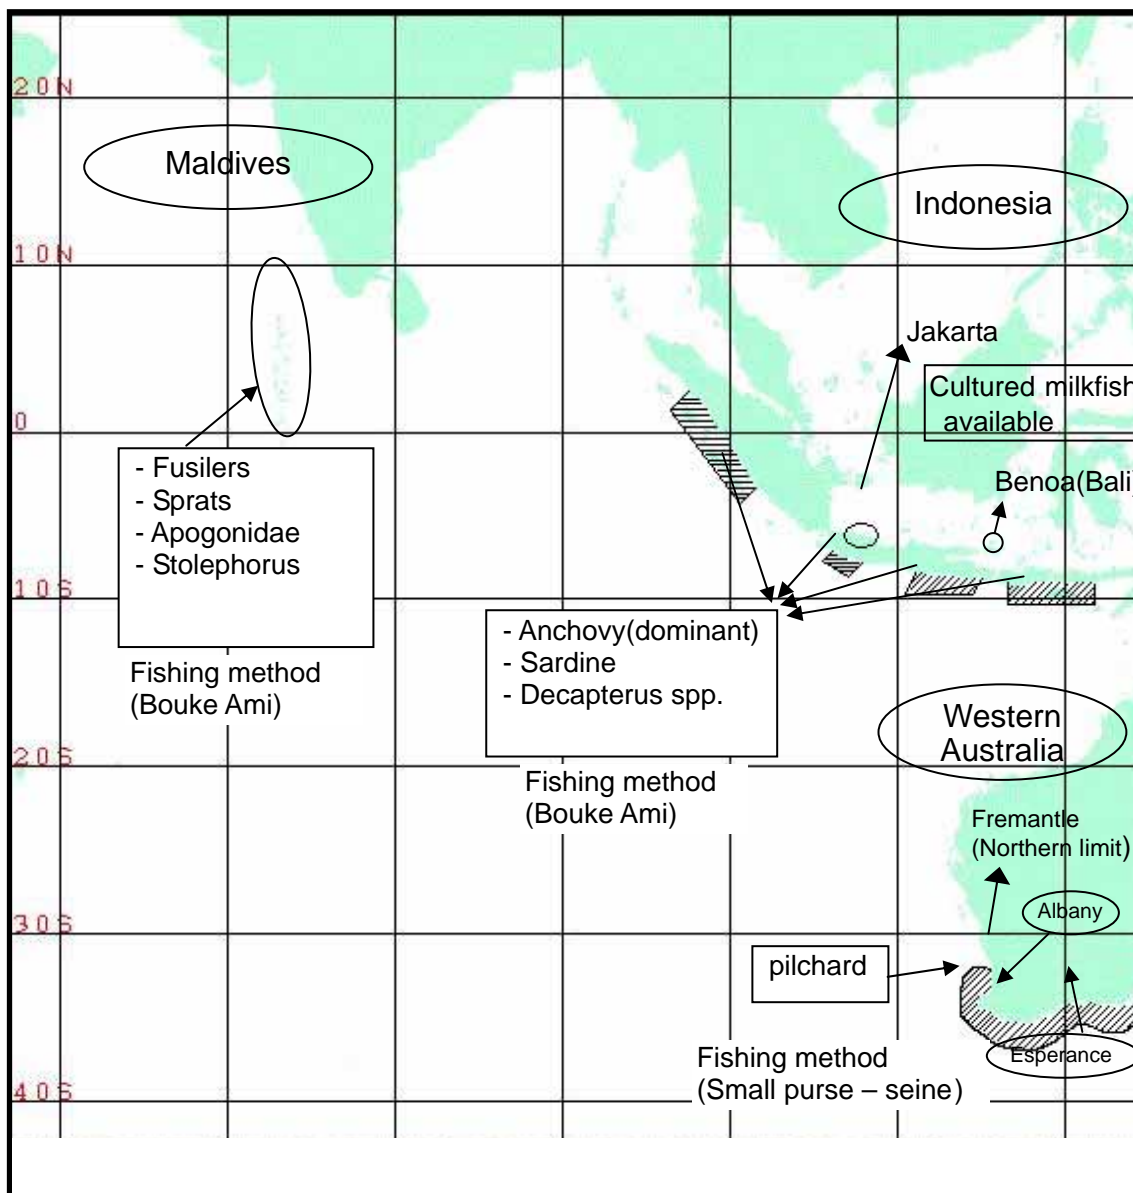 20N
Maldives
Indonesia
10N
Jakarta
Cultured milkfish
available
0
- Fusilers
- Sprats
- Apogonidae
- Stolephorus
Benoa(Bali)
10S
- Anchovy(dominant)
- Sardine
- Decapterus spp.
Fishing method
(Bouke Ami)
Western
Australia
20S
Fishing method
(Bouke Ami)
Fremantle
(Northern limit)
Albany
30S
pilchard
Esperance
Fishing method
(Small purse – seine)
40S